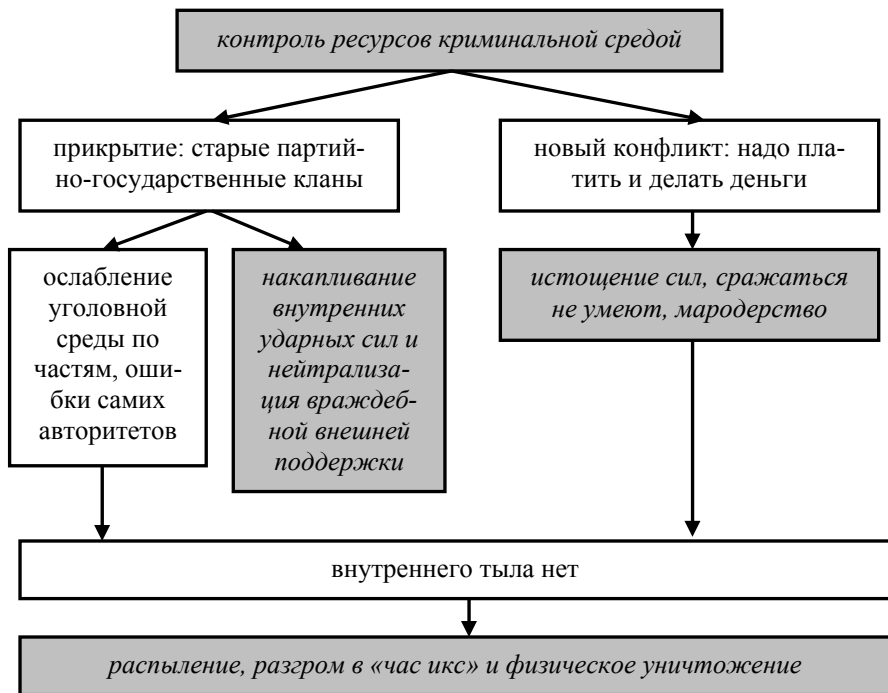 контроль ресурсов криминальной средой
прикрытие: старые партий-
но-государственные кланы
новый конфликт: надо пла-
тить и делать деньги
ослабление
уголовной
среды по
частям, оши-
бки самих
авторитетов
накапливание
внутренних
ударных сил и
нейтрализа-
ция враждеб-
ной внешней
поддержки
истощение сил, сражаться
не умеют, мародерство
внутреннего тыла нет
распыление, разгром в «час икс» и физическое уничтожение